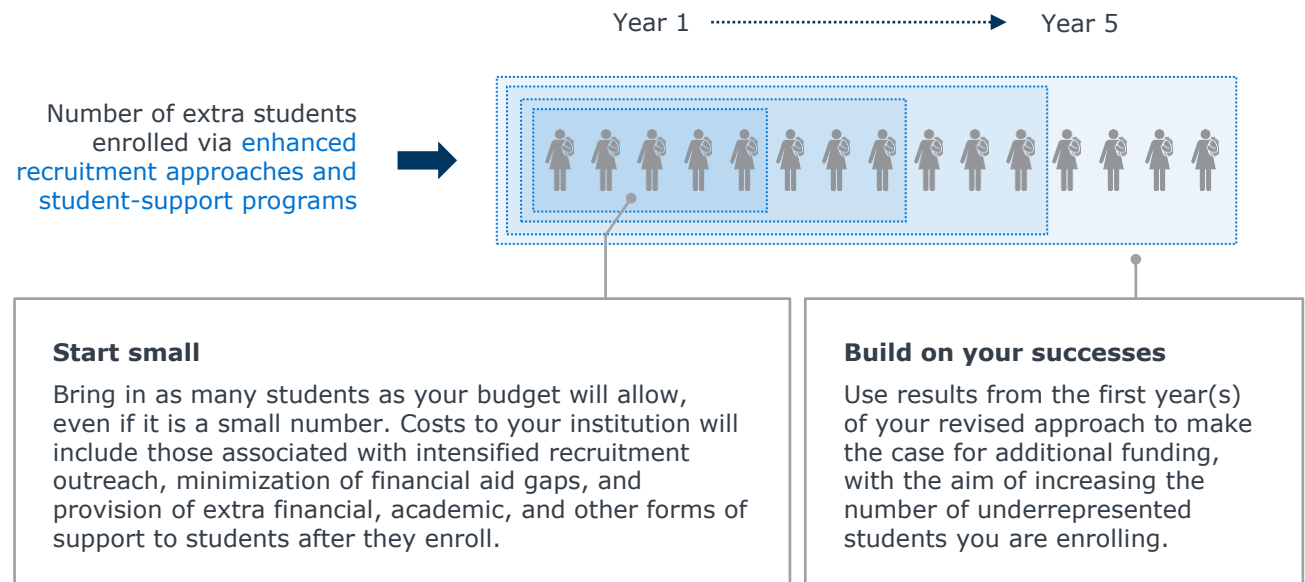 Year 1
Year 5
Number of extra students
enrolled via enhanced
recruitment approaches and
student-support programs
Start small
Bring in as many students as your budget will allow,
even if it is a small number. Costs to your institution will
include those associated with intensified recruitment
outreach, minimization of financial aid gaps, and
provision of extra financial, academic, and other forms of
support to students after they enroll.
Build on your successes
Use results from the first year(s)
of your revised approach to make
the case for additional funding,
with the aim of increasing the
number of underrepresented
students you are enrolling.